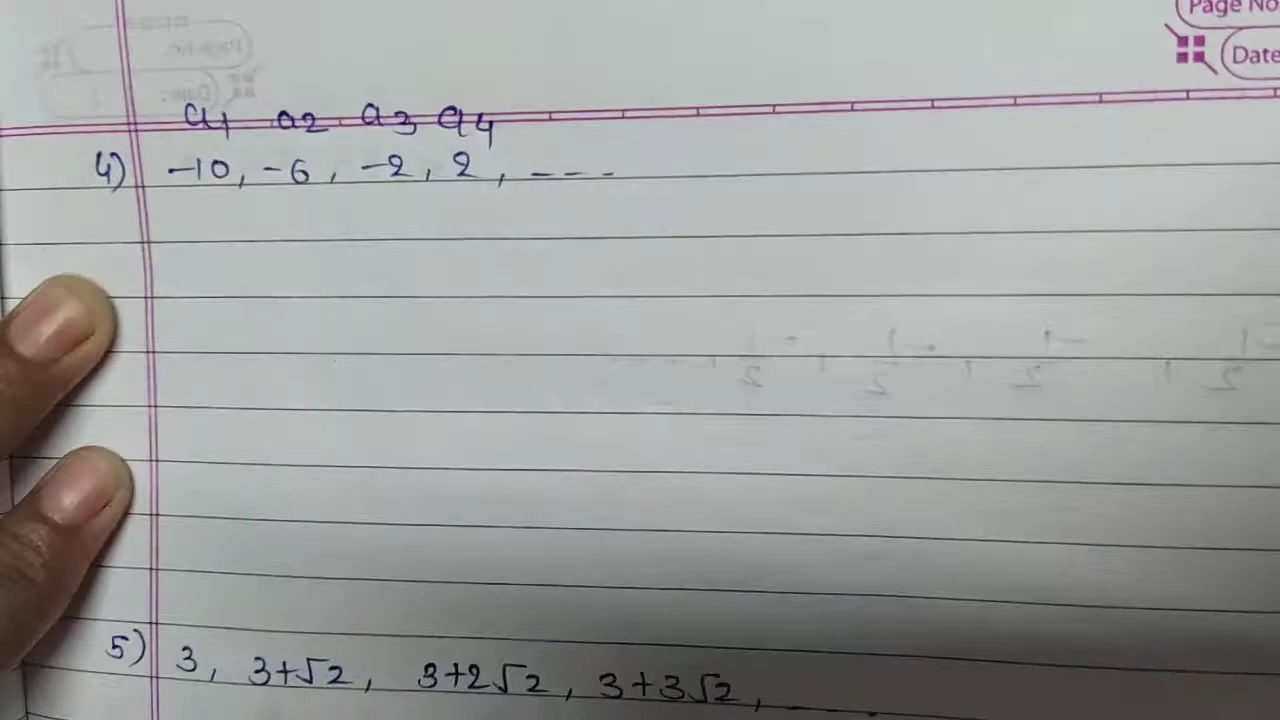 Page No
Date
a1 a2 a3 a4
4) -10, -6, -2, 2, ---
5) 3, 3+√2, 3+2√2, 3+3√2, ---